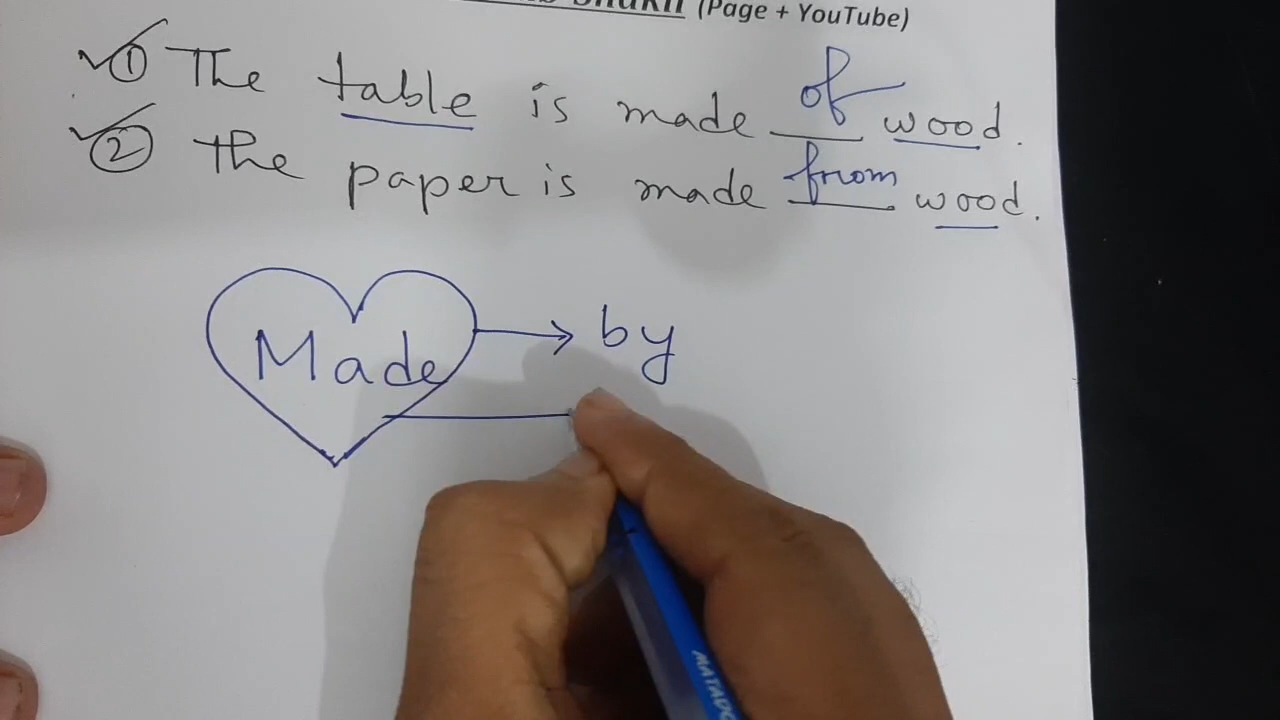 (Page + YouTube)
① The table is made of wood.
② The paper is made from wood.
Made → by